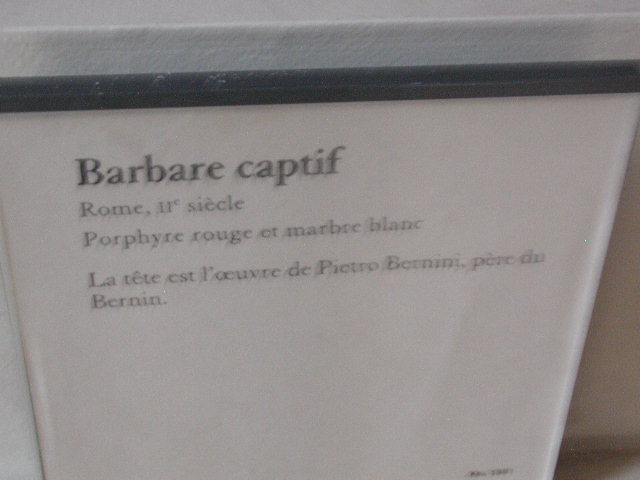 Barbare captif
Rome, IIe siècle
Porphyre rouge et marbre blanc
La tête est l'œuvre de Pietro Bernini, père du
Bernin.